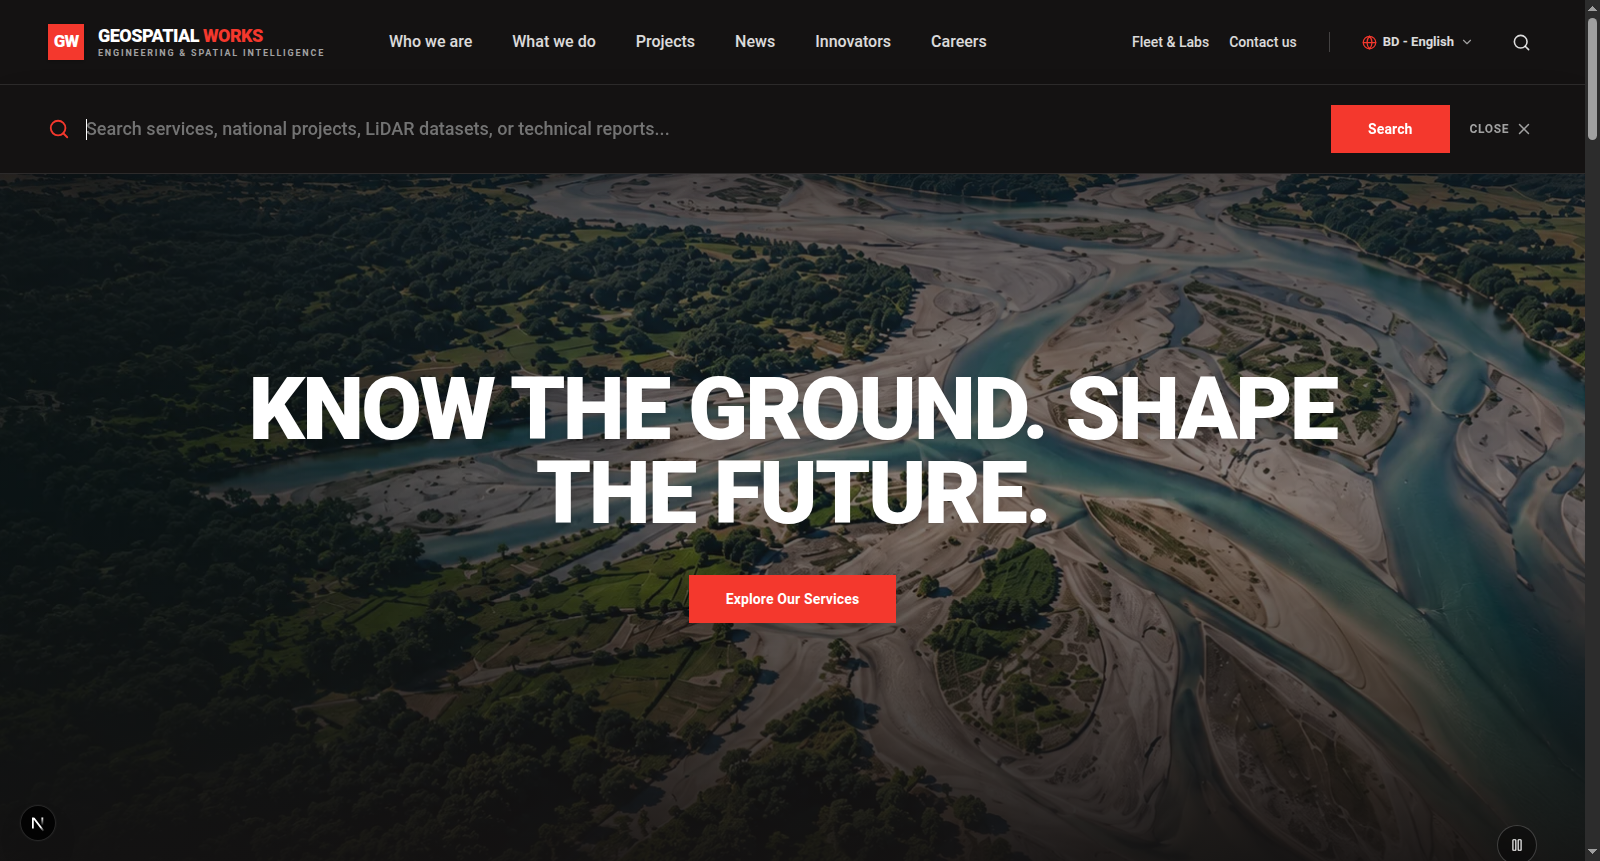 GW
GEOSPATIAL WORKS
ENGINEERING & SPATIAL INTELLIGENCE
Who we are
What we do
Projects
News
Innovators
Careers
Fleet & Labs
Contact us
BD - English
Search services, national projects, LiDAR datasets, or technical reports...
Search
CLOSE
KNOW THE GROUND. SHAPE
THE FUTURE.
Explore Our Services
N